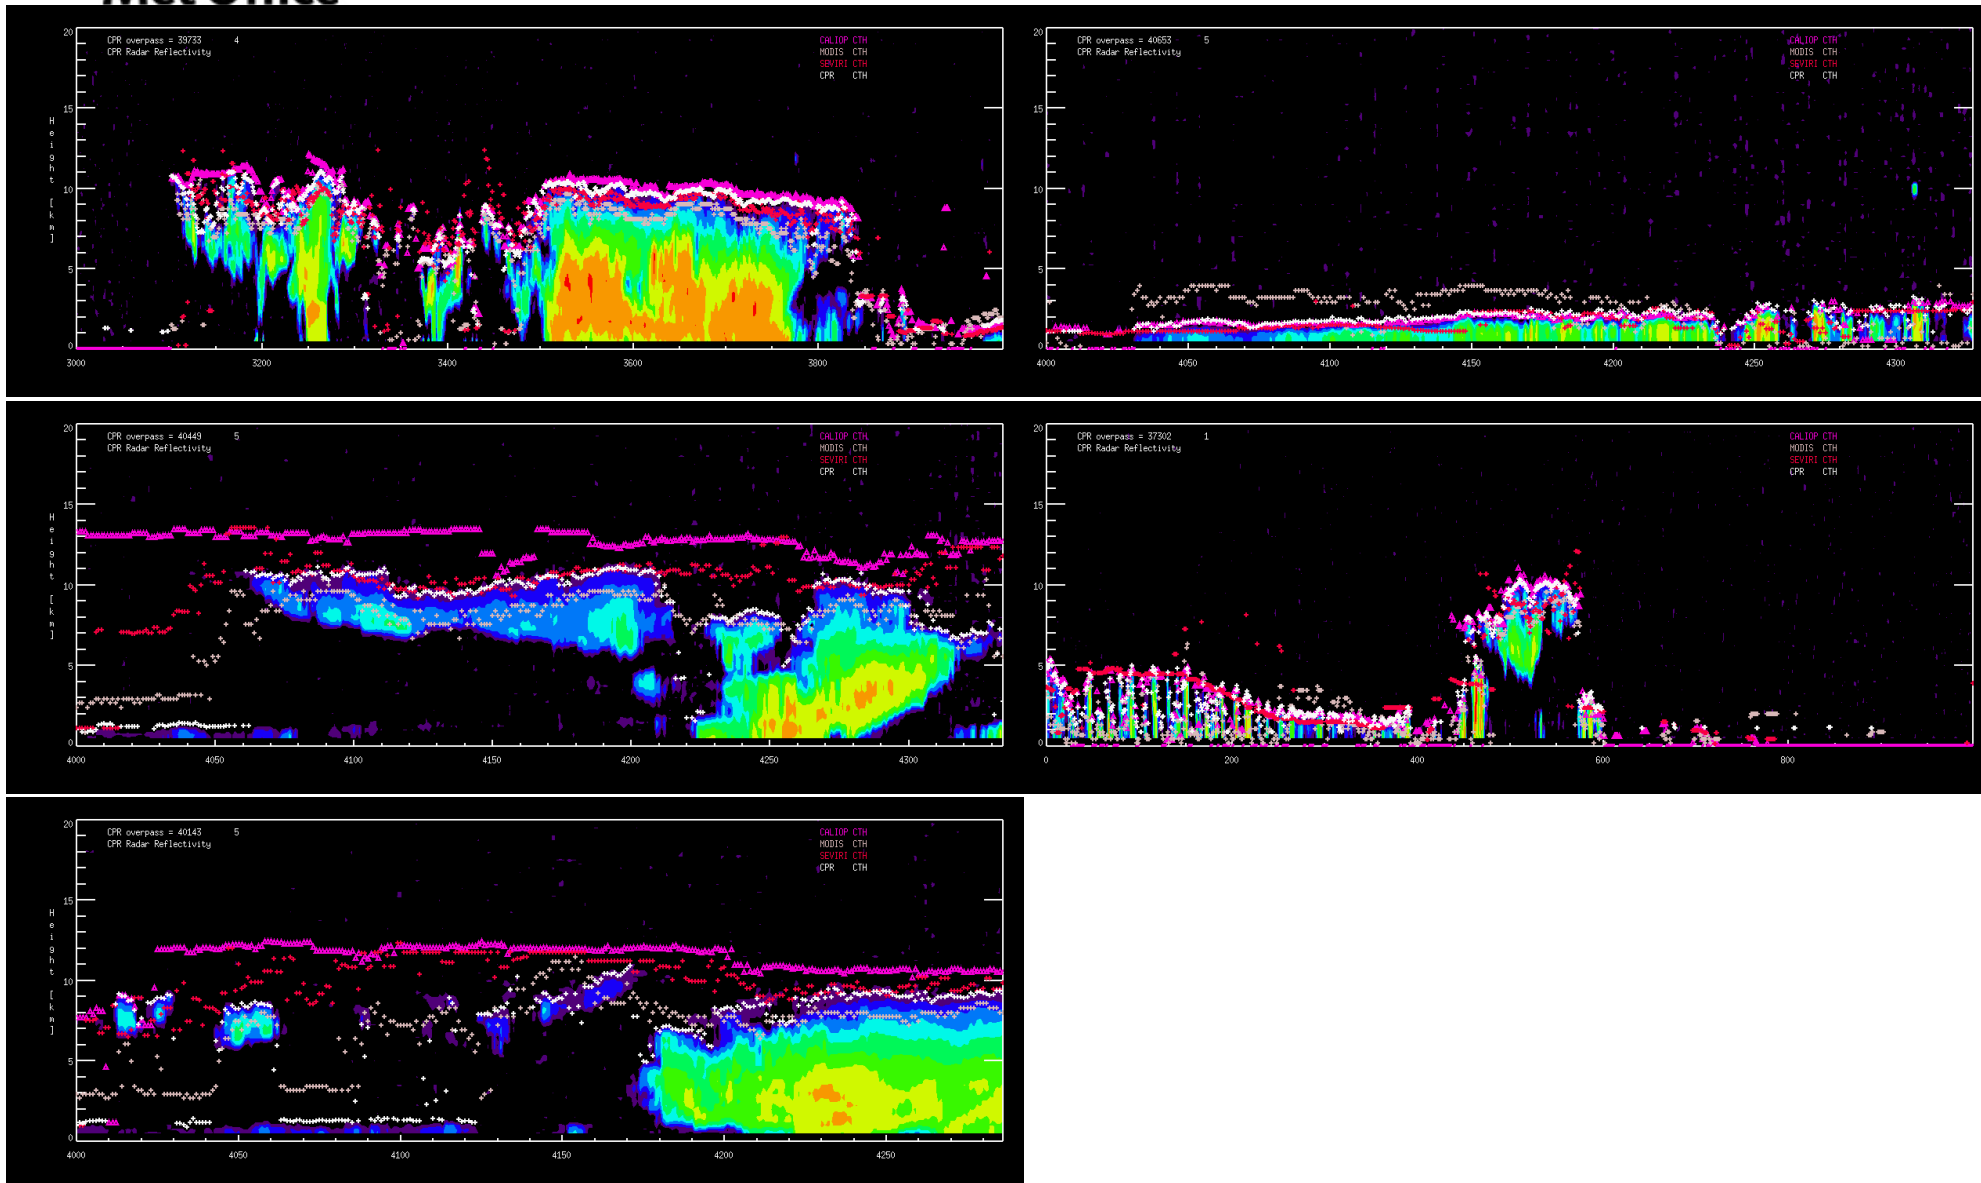 Met Office
CPR overpass = 39733 4
CPR Radar Reflectivity
CALIOP CTH
MODIS CTH
SEVIRI CTH
CPR CTH
Height [km]
20
15
10
5
0
3000 3200 3400 3600 3800
CPR overpass = 40653 5
CPR Radar Reflectivity
CALIOP CTH
MODIS CTH
SEVIRI CTH
CPR CTH
20
15
10
5
0
4000 4050 4100 4150 4200 4250 4300
CPR overpass = 40449 5
CPR Radar Reflectivity
CALIOP CTH
MODIS CTH
SEVIRI CTH
CPR CTH
Height [km]
20
15
10
5
0
4000 4050 4100 4150 4200 4250 4300
CPR overpass = 37302 1
CPR Radar Reflectivity
CALIOP CTH
MODIS CTH
SEVIRI CTH
CPR CTH
20
15
10
5
0
0 200 400 600 800
CPR overpass = 40143 5
CPR Radar Reflectivity
CALIOP CTH
MODIS CTH
SEVIRI CTH
CPR CTH
Height [km]
20
15
10
5
0
4000 4050 4100 4150 4200 4250